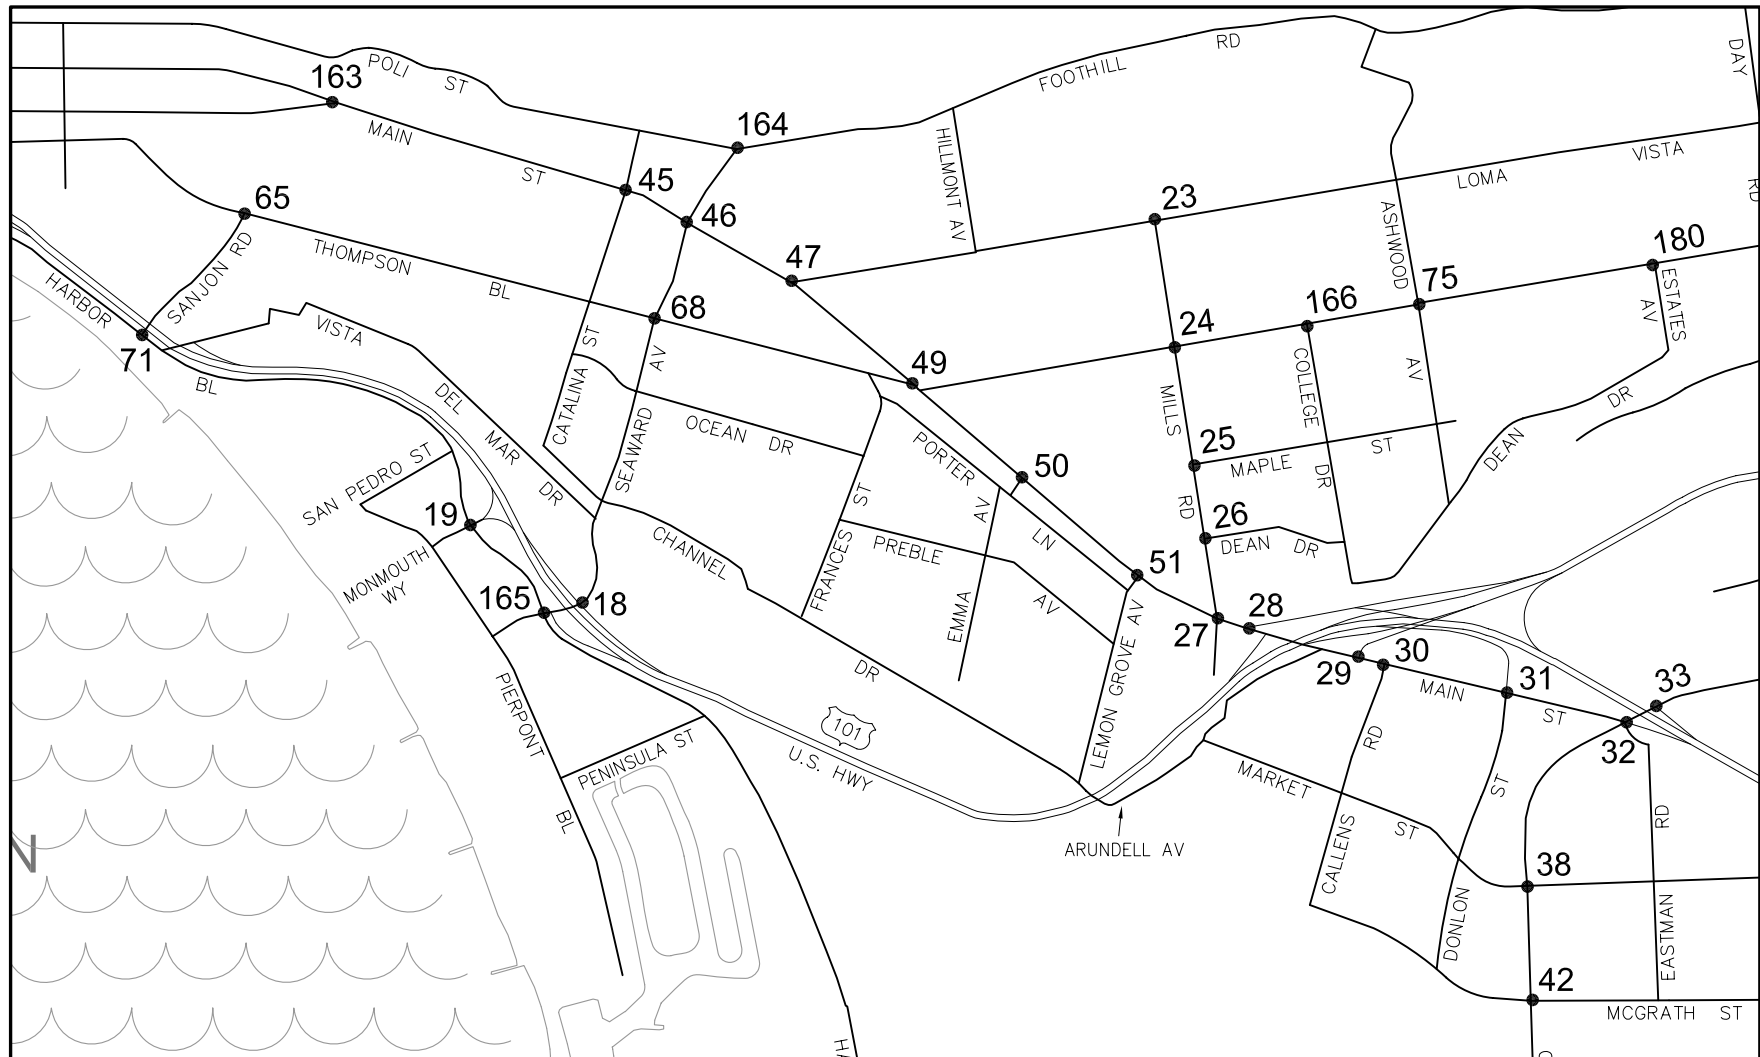 POLI ST
FOOTHILL RD
DAY RD
163
MAIN ST
164
HILLMONT AV
LOMA VISTA
45
46
47
23
65
SANJON RD
THOMPSON BL
68
ASHWOOD AV
180
ESTATES AV
75
166
24
HARBOR BL
71
VISTA DEL MAR DR
CATALINA ST
SEAWARD AV
49
MILLS RD
COLLEGE DR
DEAN DR
OCEAN DR
PORTER LN
25
MAPLE ST
50
SAN PEDRO ST
19
26
DEAN DR
MONMOUTH
WY
CHANNEL DR
FRANCES ST
PREBLE AV
EMMA AV
51
165
18
LEMON GROVE AV
27
28
29
30
MAIN ST
31
33
32
PIERPONT BL
PENINSULA ST
101
U.S. HWY
MARKET ST
CALLENS RD
DONLON ST
EASTMAN RD
ARUNDELL AV
38
42
MCGRATH ST
N